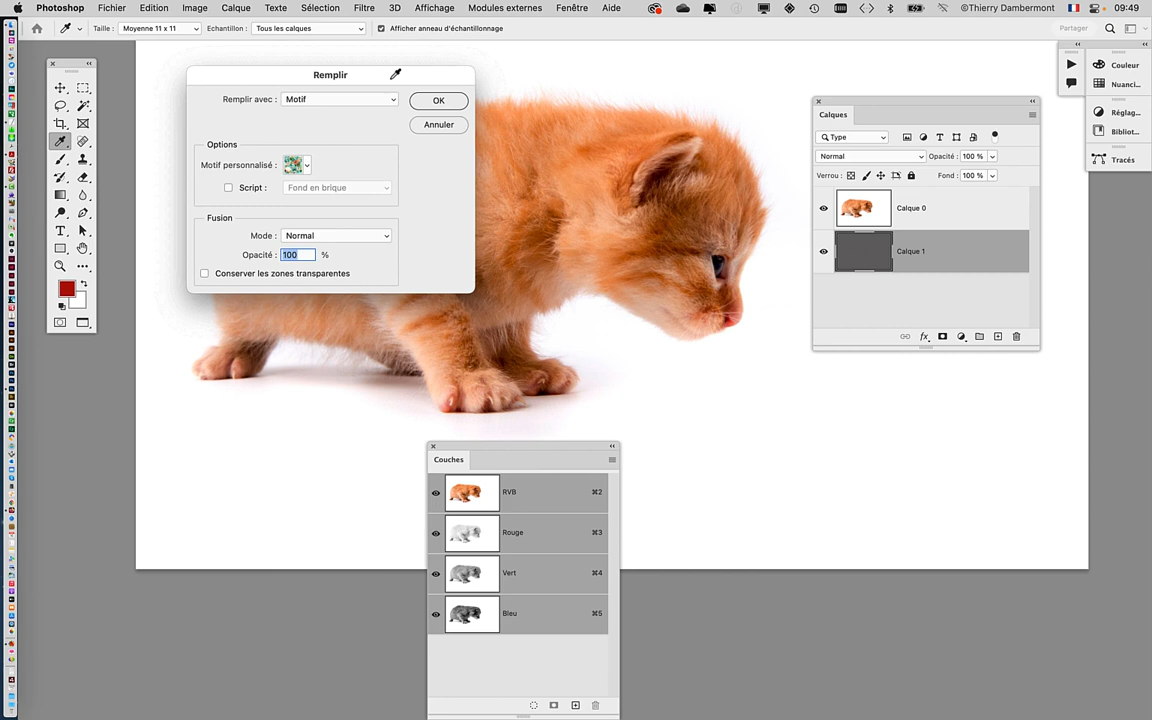 Photoshop Fichier Edition Image Calque Texte Sélection Filtre 3D Affichage Modules externes Fenêtre Aide ©Thierry Dambermont 09:49
Taille : Moyenne 11 x 11 Echantillon : Tous les calques Afficher anneau d'échantillonnage Partager
Remplir
Remplir avec : Motif
OK
Annuler
Options
Motif personnalisé :
Script : Fond en brique
Fusion
Mode : Normal
Opacité : 100 %
Conserver les zones transparentes
Calques
Type
Normal Opacité : 100 %
Verrou : Fond : 100 %
Calque 0
Calque 1
fx
Couleur
Nuanci...
Réglag...
Bibliot...
Tracés
Couches
RVB ⌘2
Rouge ⌘3
Vert ⌘4
Bleu ⌘5